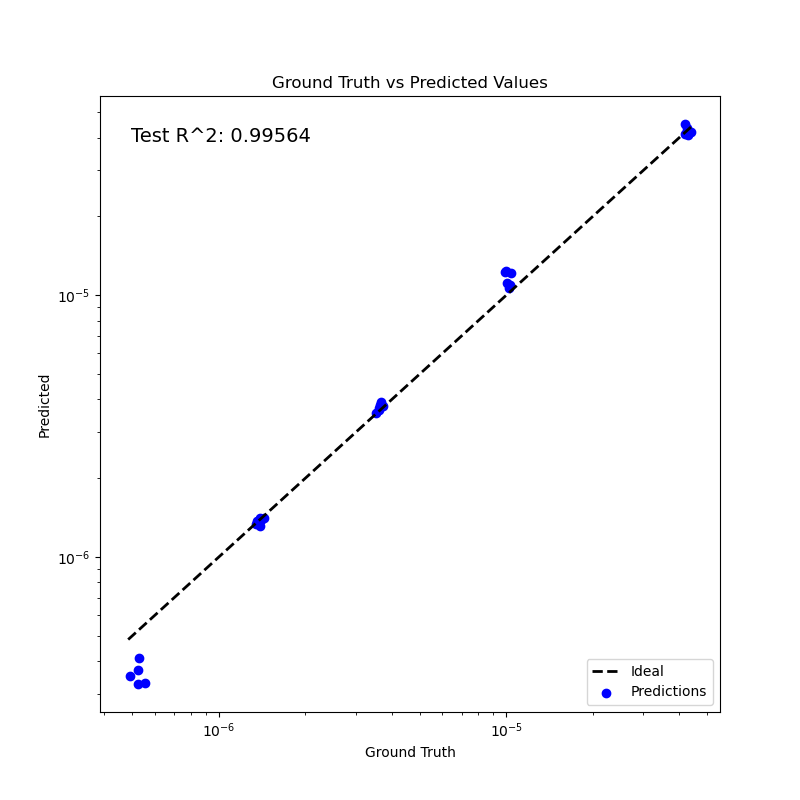 Ground Truth vs Predicted Values
Test R^2: 0.99564
10⁻⁵
Predicted
10⁻⁶
Ideal
Predictions
10⁻⁶ 10⁻⁵
Ground Truth